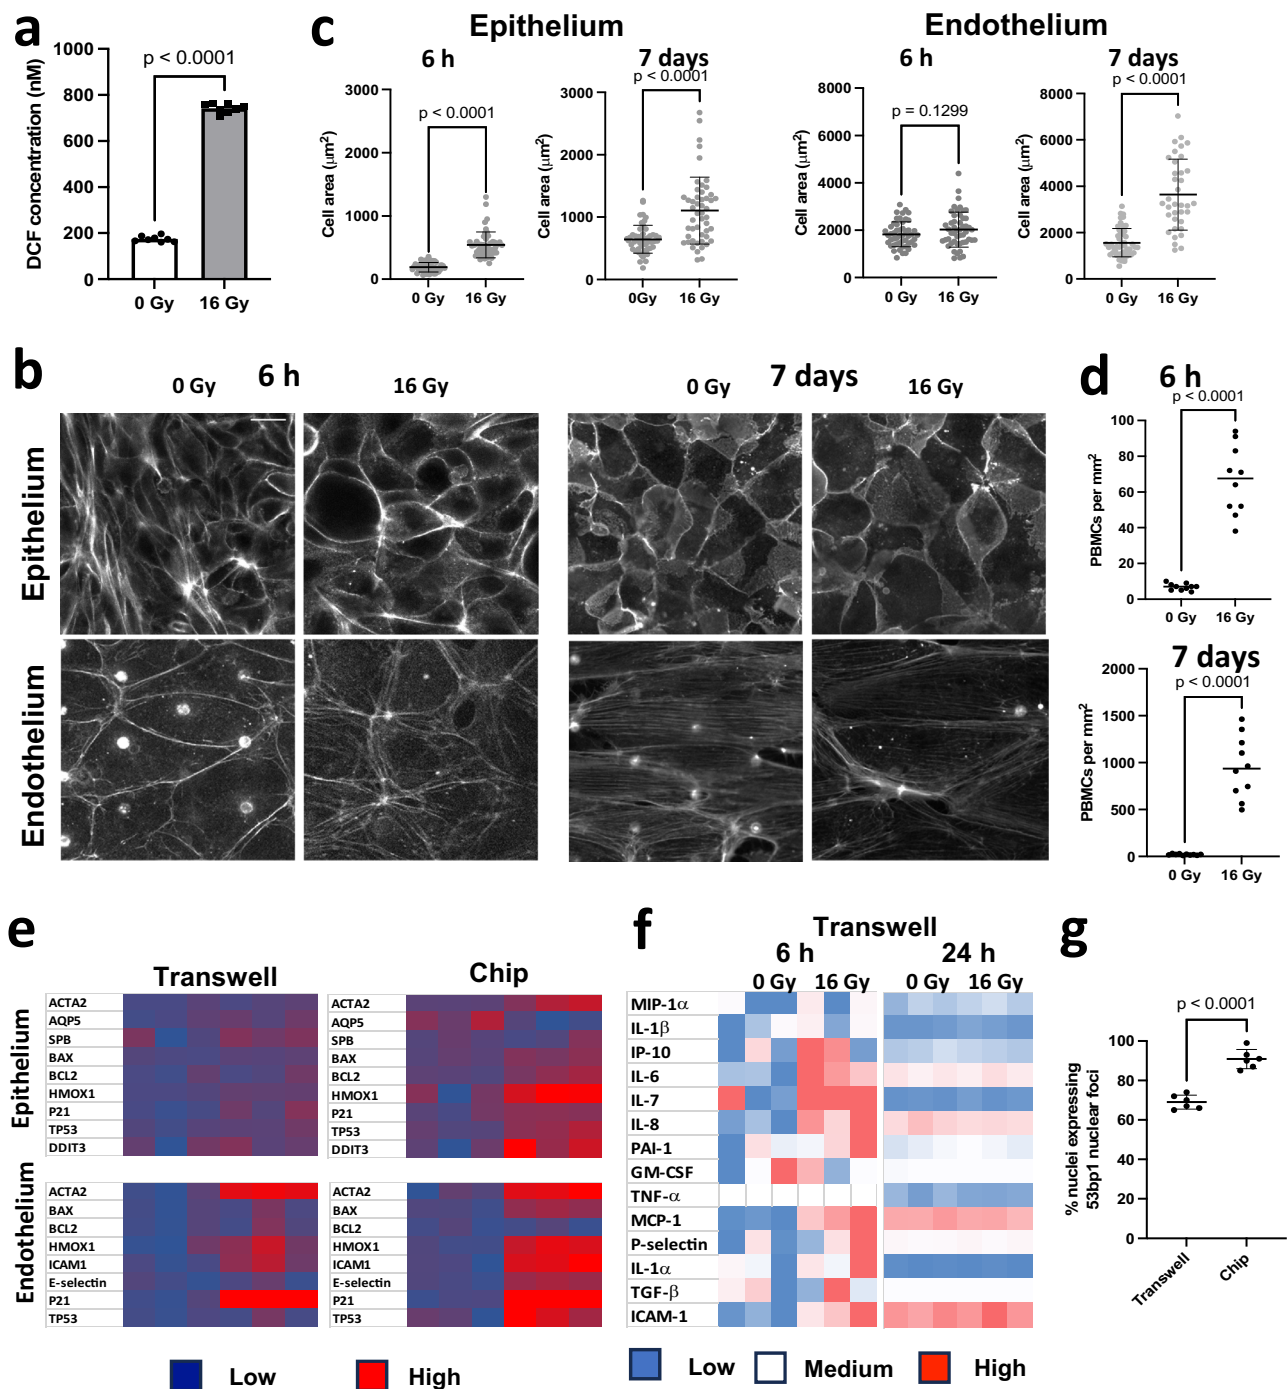 a
DCF concentration (nM)
1000
800
600
400
200
0
p < 0.0001
0 Gy
16 Gy
c
Epithelium
6 h
Cell area (μm²)
3000
2000
1000
0
p < 0.0001
0 Gy
16 Gy
7 days
Cell area (μm²)
3000
2000
1000
0
p < 0.0001
0Gy
16 Gy
Endothelium
6 h
Cell area (μm²)
8000
6000
4000
2000
0
p = 0.1299
0 Gy
16 Gy
7 days
Cell area (μm²)
8000
6000
4000
2000
0
p < 0.0001
0 Gy
16 Gy
b
6 h
0 Gy
16 Gy
7 days
0 Gy
16 Gy
Epithelium
Endothelium
d
6 h
p < 0.0001
PBMCs per mm²
100
80
60
40
20
0
0 Gy
16 Gy
7 days
p < 0.0001
PBMCs per mm²
2000
1500
1000
500
0
0 Gy
16 Gy
e
Transwell
Chip
Epithelium
ACTA2
AQP5
SPB
BAX
BCL2
HMOX1
P21
TP53
DDIT3
ACTA2
AQP5
SPB
BAX
BCL2
HMOX1
P21
TP53
DDIT3
Endothelium
ACTA2
BAX
BCL2
HMOX1
ICAM1
E-selectin
P21
TP53
ACTA2
BAX
BCL2
HMOX1
ICAM1
E-selectin
P21
TP53
Low
High
f
Transwell
6 h
24 h
0 Gy
16 Gy
0 Gy
16 Gy
MIP-1α
IL-1β
IP-10
IL-6
IL-7
IL-8
PAI-1
GM-CSF
TNF-α
MCP-1
P-selectin
IL-1α
TGF-β
ICAM-1
Low
Medium
High
g
p < 0.0001
% nuclei expressing
53bp1 nuclear foci
100
80
60
40
20
0
Transwell
Chip